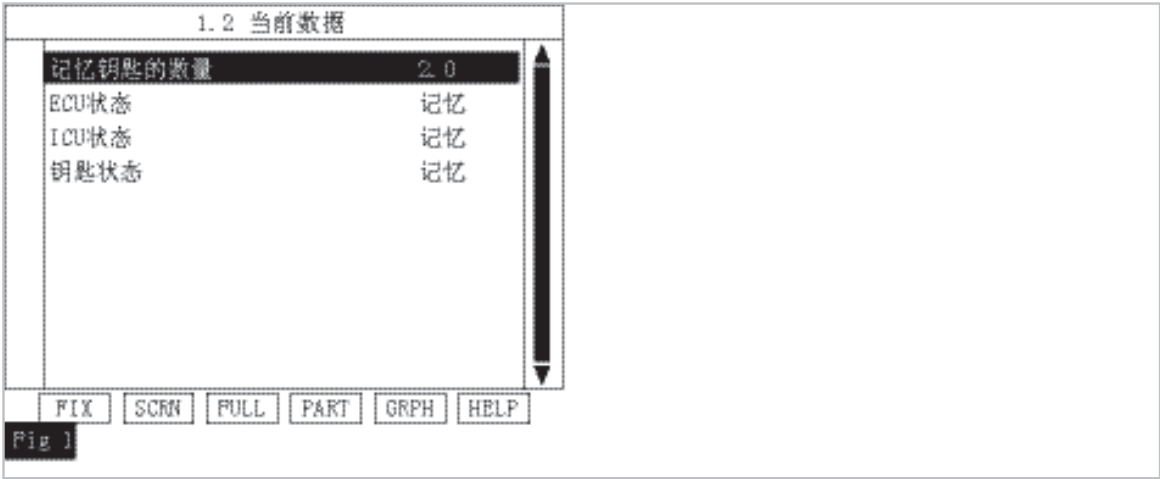 1.2 当前数据
记忆钥匙的数量 2.0
ECU状态 记忆
ICU状态 记忆
钥匙状态 记忆
FIX SCRN FULL PART GRPH HELP
Fig 1